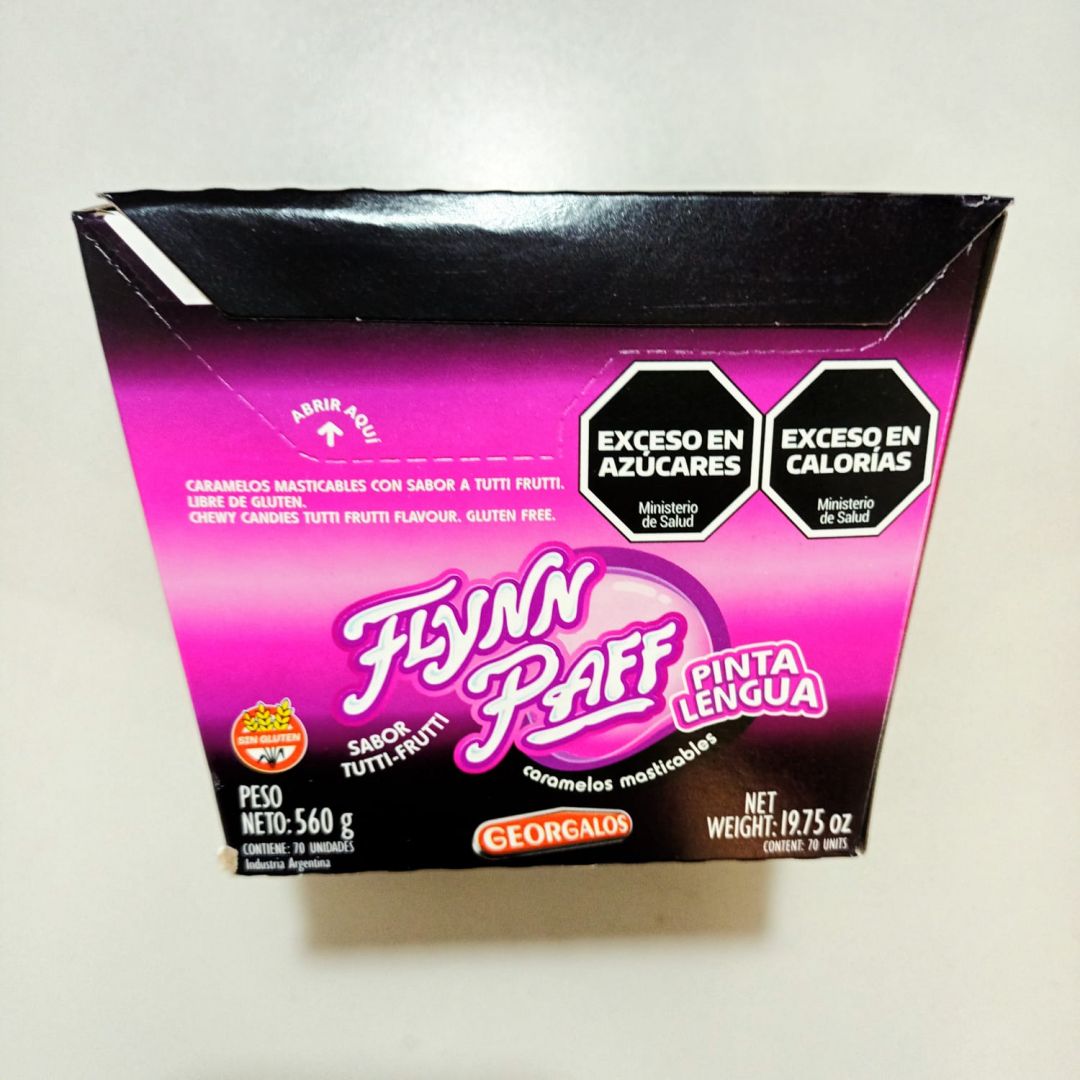 ABRIR AQUÍ
CARAMELOS MASTICABLES CON SABOR A TUTTI FRUTTI.
LIBRE DE GLUTEN.
CHEWY CANDIES TUTTI FRUTTI FLAVOUR. GLUTEN FREE.
EXCESO EN
AZÚCARES
Ministerio
de Salud
EXCESO EN
CALORÍAS
Ministerio
de Salud
FLYNN
PAFF
PINTA
LENGUA
SIN GLUTEN
SABOR
TUTTI-FRUTTI
caramelos masticables
PESO
NETO: 560 g
CONTIENE: 70 UNIDADES
Industria Argentina
GEORGALOS
NET
WEIGHT: 19.75 oz
CONTENT: 70 UNITS